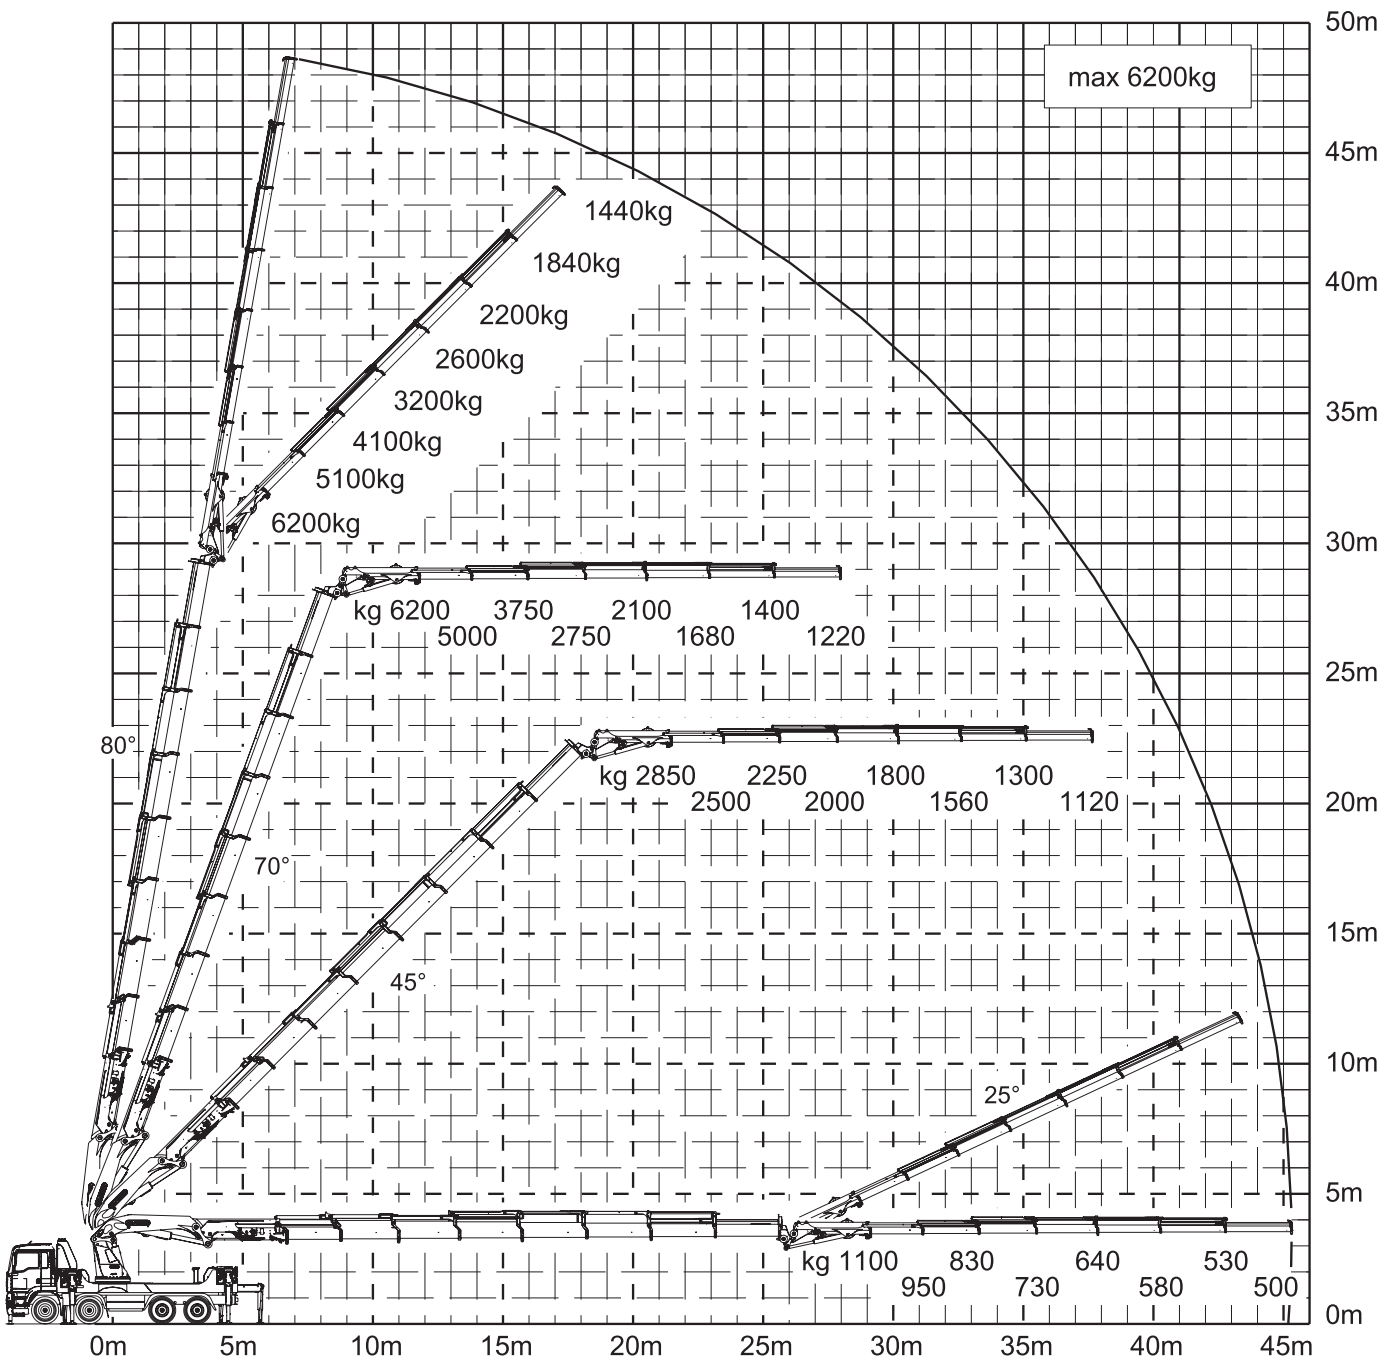 50m
max 6200kg
45m
1440kg
1840kg
40m
2200kg
2600kg
3200kg
35m
4100kg
5100kg
6200kg
30m
kg 6200 3750 2100 1400
5000 2750 1680 1220
25m
80°
kg 2850 2250 1800 1300
2500 2000 1560 1120
20m
70°
15m
45°
10m
25°
5m
kg 1100 830 640 530
950 730 580 500
0m
0m 5m 10m 15m 20m 25m 30m 35m 40m 45m